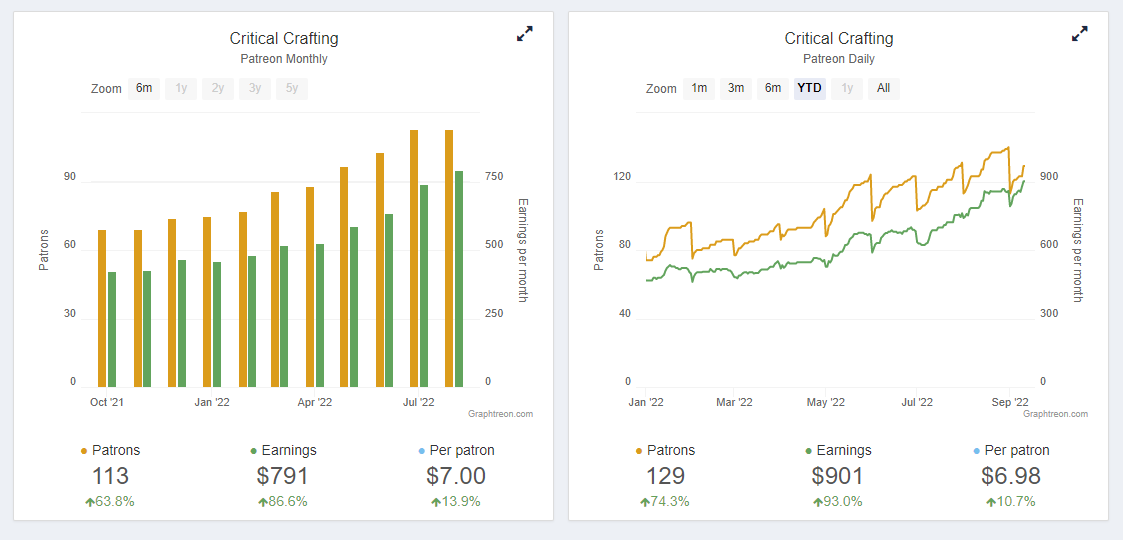 Critical Crafting
Patreon Monthly
Zoom 6m 1y 2y 3y 5y
Patrons
90
60
30
0
Earnings per month
750
500
250
0
Oct '21 Jan '22 Apr '22 Jul '22
Graphtreon.com
Patrons Earnings Per patron
113 $791 $7.00
63.8% 86.6% 13.9%
Critical Crafting
Patreon Daily
Zoom 1m 3m 6m YTD 1y All
Patrons
120
80
40
0
Earnings per month
900
600
300
0
Jan '22 Mar '22 May '22 Jul '22 Sep '22
Graphtreon.com
Patrons Earnings Per patron
129 $901 $6.98
74.3% 93.0% 10.7%